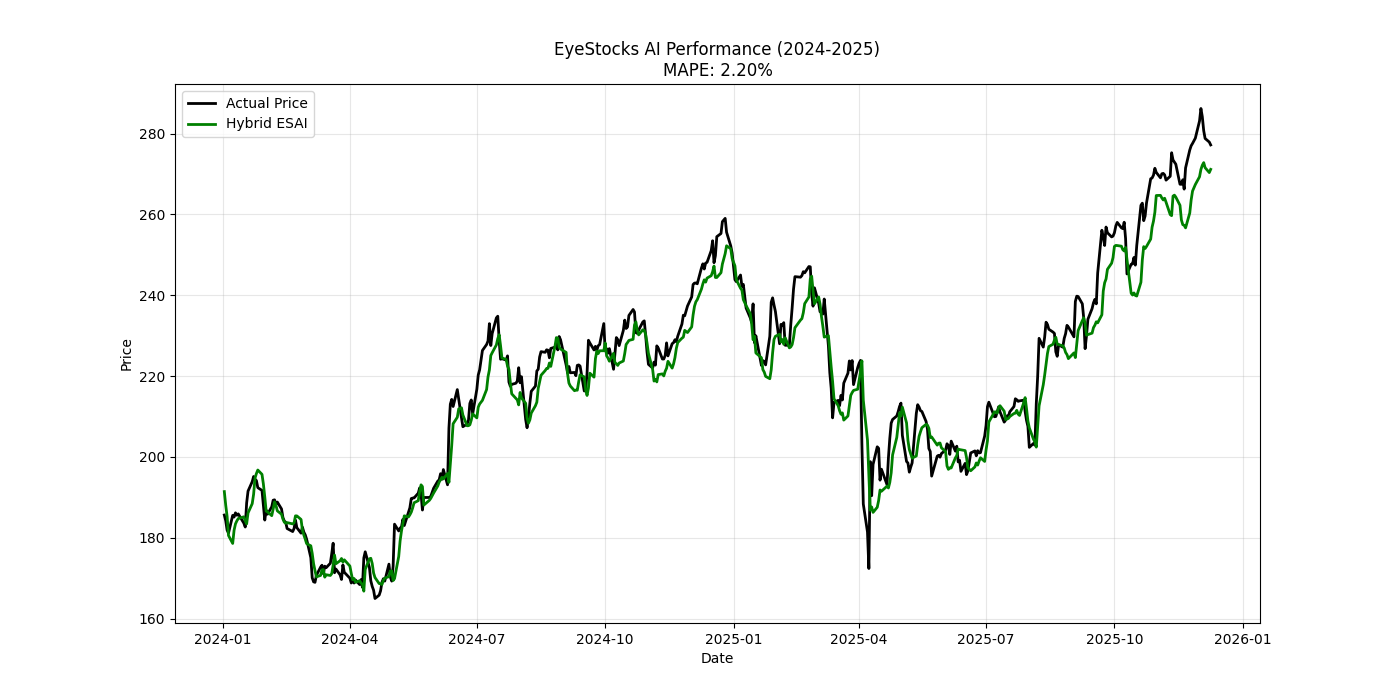 EyeStocks AI Performance (2024-2025)
MAPE: 2.20%
Actual Price
Hybrid ESAI
Price
280
260
240
220
200
180
160
2024-01 2024-04 2024-07 2024-10 2025-01 2025-04 2025-07 2025-10 2026-01
Date